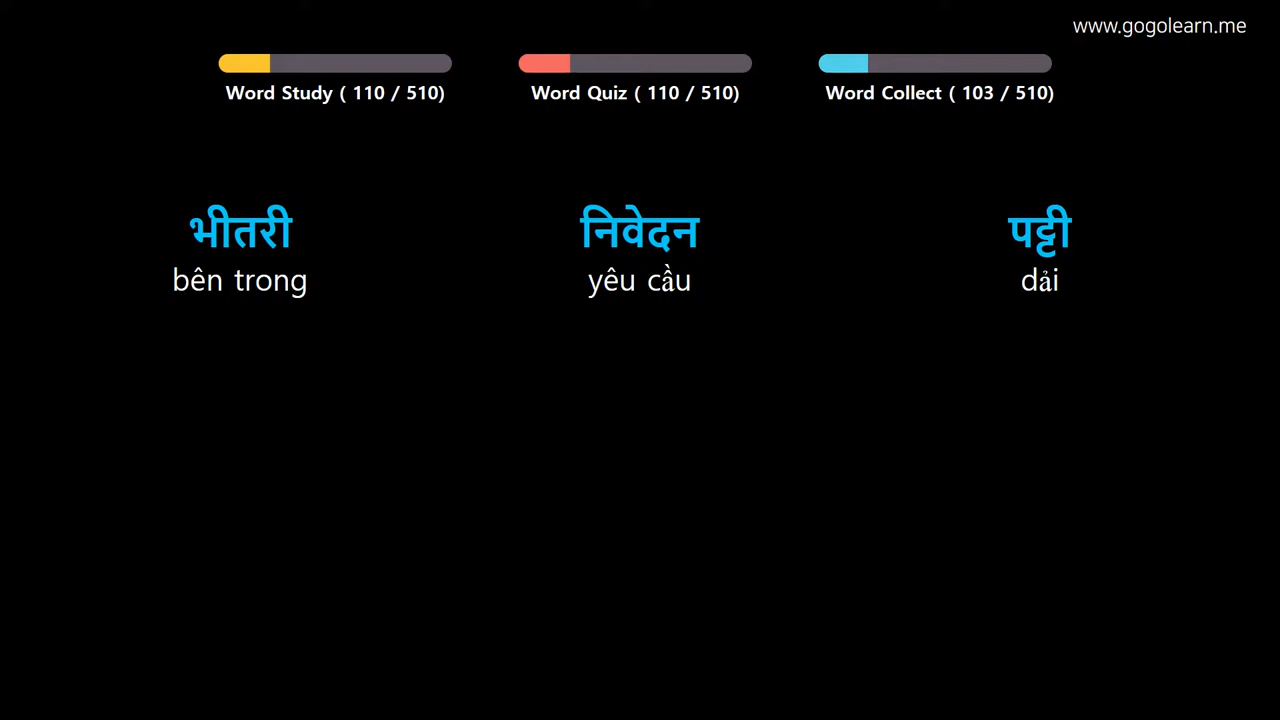 www.gogolearn.me
Word Study ( 110 / 510) Word Quiz ( 110 / 510) Word Collect ( 103 / 510)
भीतरी निवेदन पट्टी
bên trong yêu cầu dải